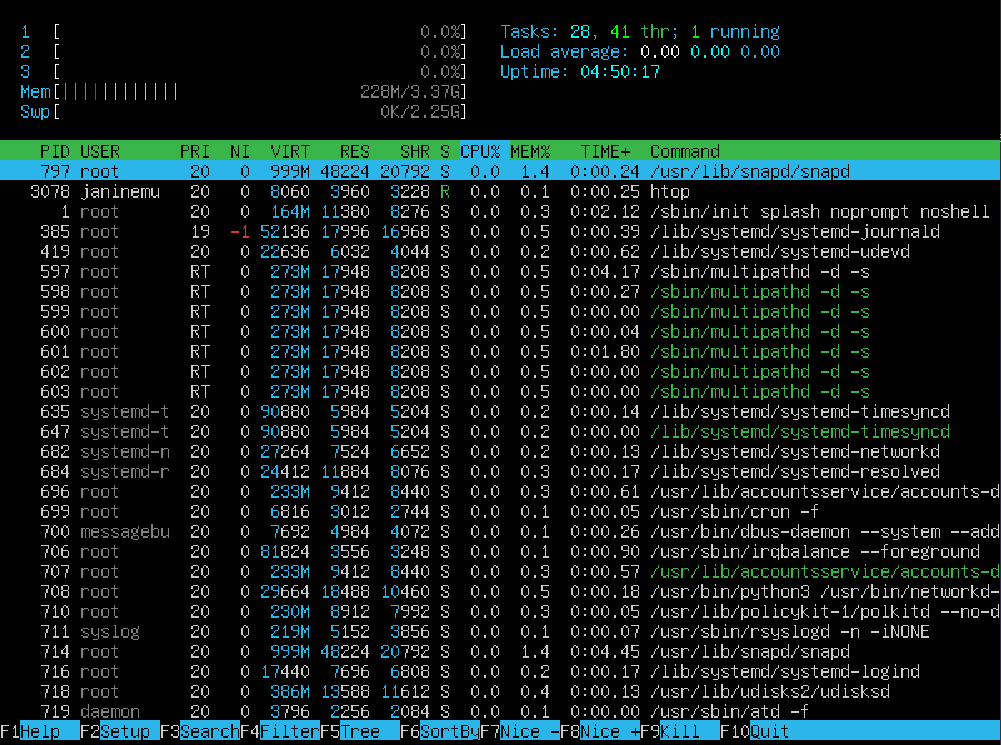 1 [ 0.0%] Tasks: 28, 41 thr; 1 running
2 [ 0.0%] Load average: 0.00 0.00 0.00
3 [ 0.0%] Uptime: 04:50:17
Mem[|||||||||||| 228M/3.37G]
Swp[ 0K/2.25G]
PID USER PRI NI VIRT RES SHR S CPU% MEM% TIME+ Command
797 root 20 0 999M 48224 20792 S 0.0 1.4 0:00.24 /usr/lib/snapd/snapd
3078 janinemu 20 0 8060 3960 3228 R 0.0 0.1 0:00.25 htop
1 root 20 0 164M 11380 8276 S 0.0 0.3 0:02.12 /sbin/init splash noprompt noshell
385 root 19 -1 52136 17996 16968 S 0.0 0.5 0:00.39 /lib/systemd/systemd-journald
419 root 20 0 22636 6032 4044 S 0.0 0.2 0:00.62 /lib/systemd/systemd-udevd
597 root RT 0 273M 17948 8208 S 0.0 0.5 0:04.17 /sbin/multipathd -d -s
598 root RT 0 273M 17948 8208 S 0.0 0.5 0:00.27 /sbin/multipathd -d -s
599 root RT 0 273M 17948 8208 S 0.0 0.5 0:00.00 /sbin/multipathd -d -s
600 root RT 0 273M 17948 8208 S 0.0 0.5 0:00.04 /sbin/multipathd -d -s
601 root RT 0 273M 17948 8208 S 0.0 0.5 0:01.80 /sbin/multipathd -d -s
602 root RT 0 273M 17948 8208 S 0.0 0.5 0:00.00 /sbin/multipathd -d -s
603 root RT 0 273M 17948 8208 S 0.0 0.5 0:00.00 /sbin/multipathd -d -s
635 systemd-t 20 0 90880 5984 5204 S 0.0 0.2 0:00.14 /lib/systemd/systemd-timesyncd
647 systemd-t 20 0 90880 5984 5204 S 0.0 0.2 0:00.00 /lib/systemd/systemd-timesyncd
682 systemd-n 20 0 27264 7524 6652 S 0.0 0.2 0:00.13 /lib/systemd/systemd-networkd
684 systemd-r 20 0 24412 11884 8076 S 0.0 0.3 0:00.17 /lib/systemd/systemd-resolved
696 root 20 0 233M 9412 8440 S 0.0 0.3 0:00.61 /usr/lib/accountsservice/accounts-d
699 root 20 0 6816 3012 2744 S 0.0 0.1 0:00.05 /usr/sbin/cron -f
700 messagebu 20 0 7692 4984 4072 S 0.0 0.1 0:00.26 /usr/bin/dbus-daemon --system --add
706 root 20 0 81824 3556 3248 S 0.0 0.1 0:00.90 /usr/sbin/irqbalance --foreground
707 root 20 0 233M 9412 8440 S 0.0 0.3 0:00.57 /usr/lib/accountsservice/accounts-d
708 root 20 0 29664 18488 10460 S 0.0 0.5 0:00.18 /usr/bin/python3 /usr/bin/networkd-
710 root 20 0 230M 8912 7992 S 0.0 0.3 0:00.05 /usr/lib/policykit-1/polkitd --no-d
711 syslog 20 0 219M 5152 3856 S 0.0 0.1 0:00.07 /usr/sbin/rsyslogd -n -iNONE
714 root 20 0 999M 48224 20792 S 0.0 1.4 0:04.45 /usr/lib/snapd/snapd
716 root 20 0 17440 7696 6808 S 0.0 0.2 0:00.17 /lib/systemd/systemd-logind
718 root 20 0 386M 13588 11612 S 0.0 0.4 0:00.13 /usr/lib/udisks2/udisksd
719 daemon 20 0 3796 2256 2084 S 0.0 0.1 0:00.00 /usr/sbin/atd -f
F1Help F2Setup F3SearchF4FilterF5Tree F6SortByF7Nice -F8Nice +F9Kill F10Quit